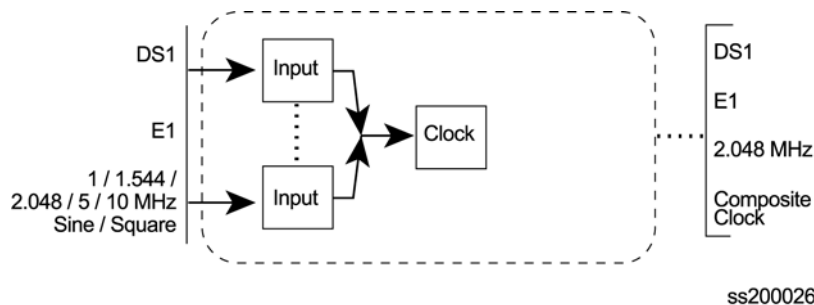 DS1
E1
1 / 1.544 /
2.048 / 5 / 10 MHz
Sine / Square
Input
Input
Clock
DS1
E1
2.048 MHz
Composite
Clock
ss200026